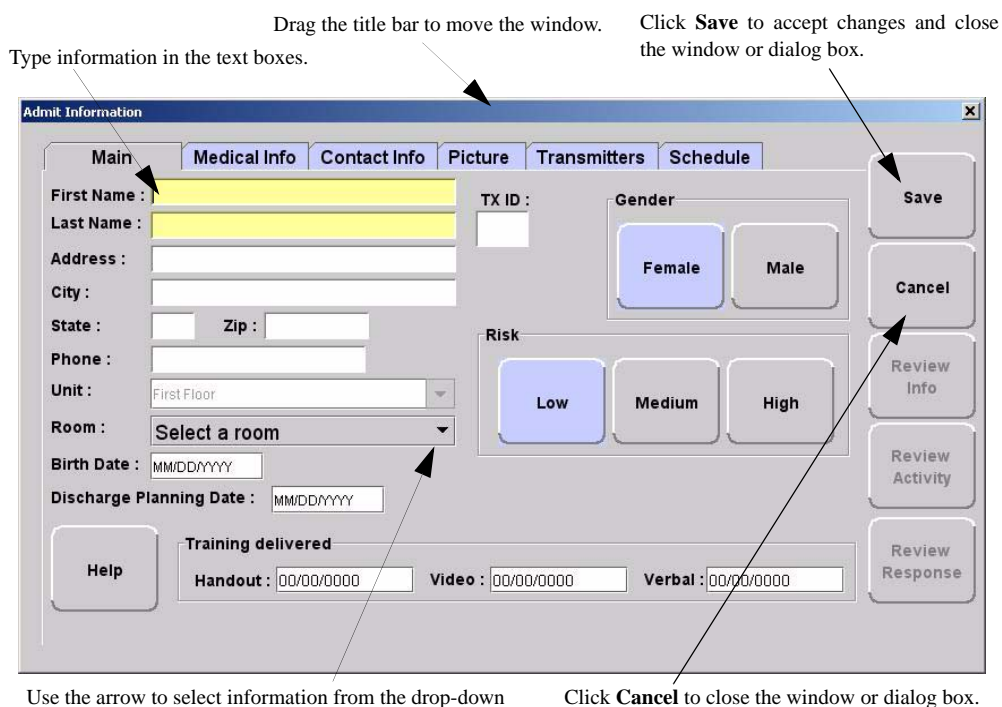 Drag the title bar to move the window.
Click Save to accept changes and close
the window or dialog box.
Type information in the text boxes.
Admit Information
Main
Medical Info
Contact Info
Picture
Transmitters
Schedule
First Name :
TX ID :
Gender
Save
Last Name :
Address :
Female
Male
City :
Cancel
State :
Zip :
Risk
Phone :
Review
Info
Unit :
First Floor
Low
Medium
High
Room :
Select a room
Birth Date :
MM/DD/YYYY
Review
Activity
Discharge Planning Date :
MM/DD/YYYY
Help
Training delivered
Handout :
00/00/0000
Video :
00/00/0000
Verbal :
00/00/0000
Review
Response
Use the arrow to select information from the drop-down
Click Cancel to close the window or dialog box.